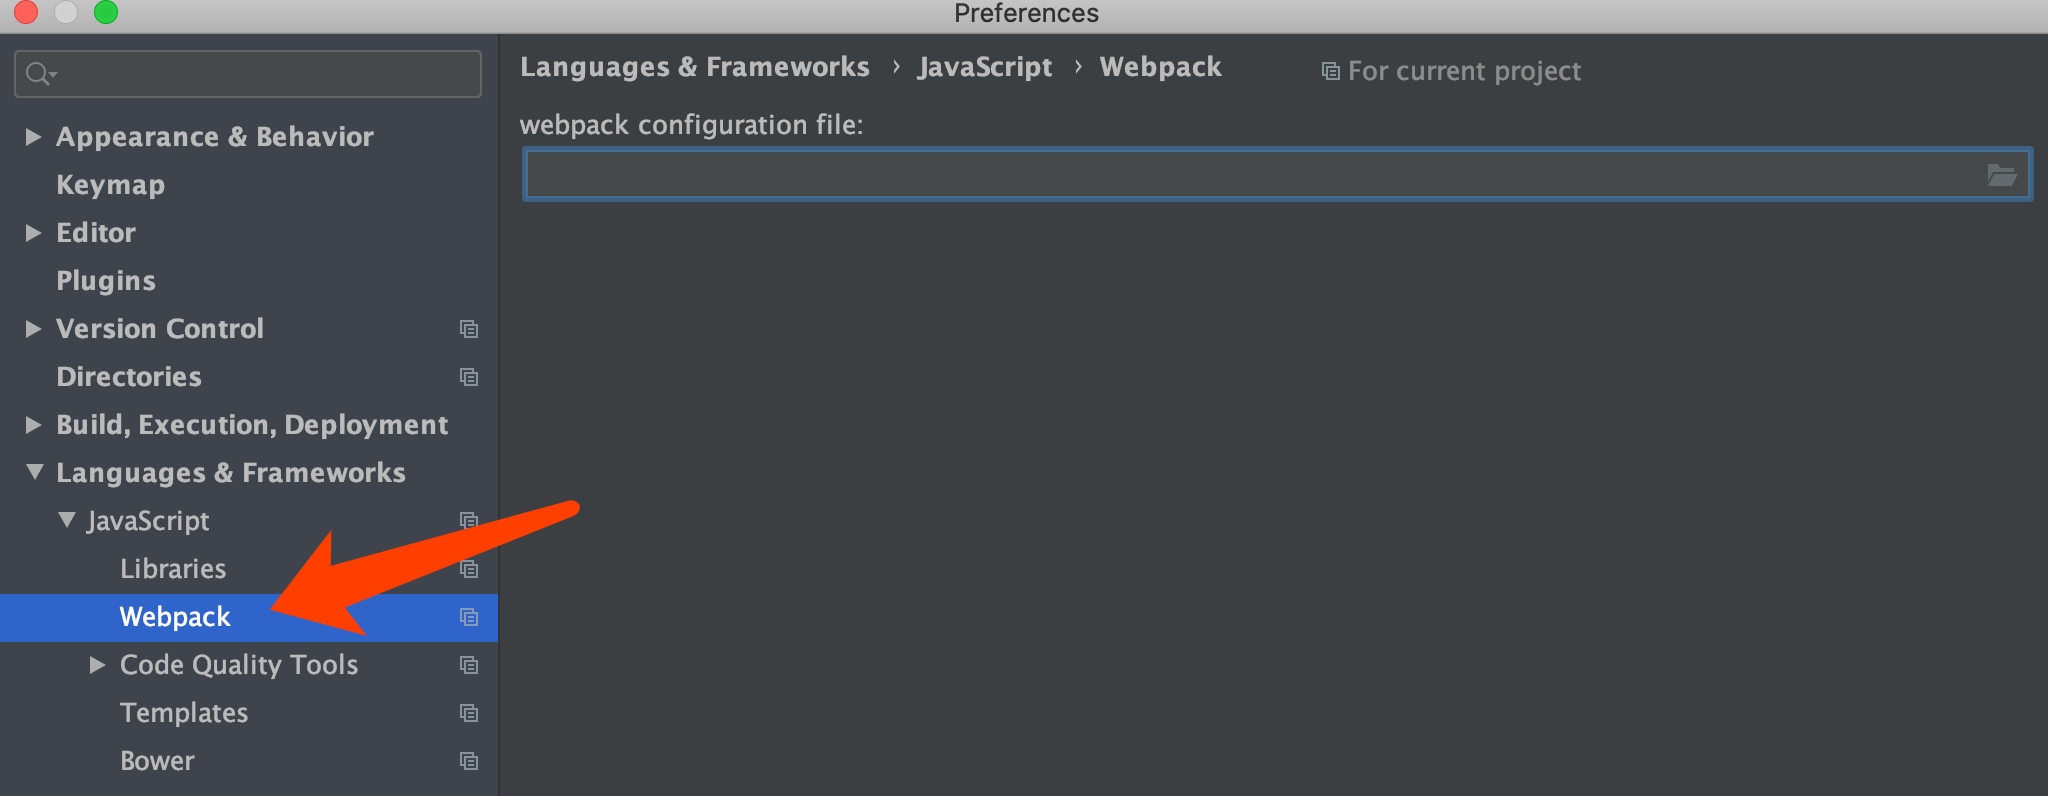 Preferences
Languages & Frameworks › JavaScript › Webpack For current project
webpack configuration file:
Appearance & Behavior
Keymap
Editor
Plugins
Version Control
Directories
Build, Execution, Deployment
Languages & Frameworks
JavaScript
Libraries
Webpack
Code Quality Tools
Templates
Bower